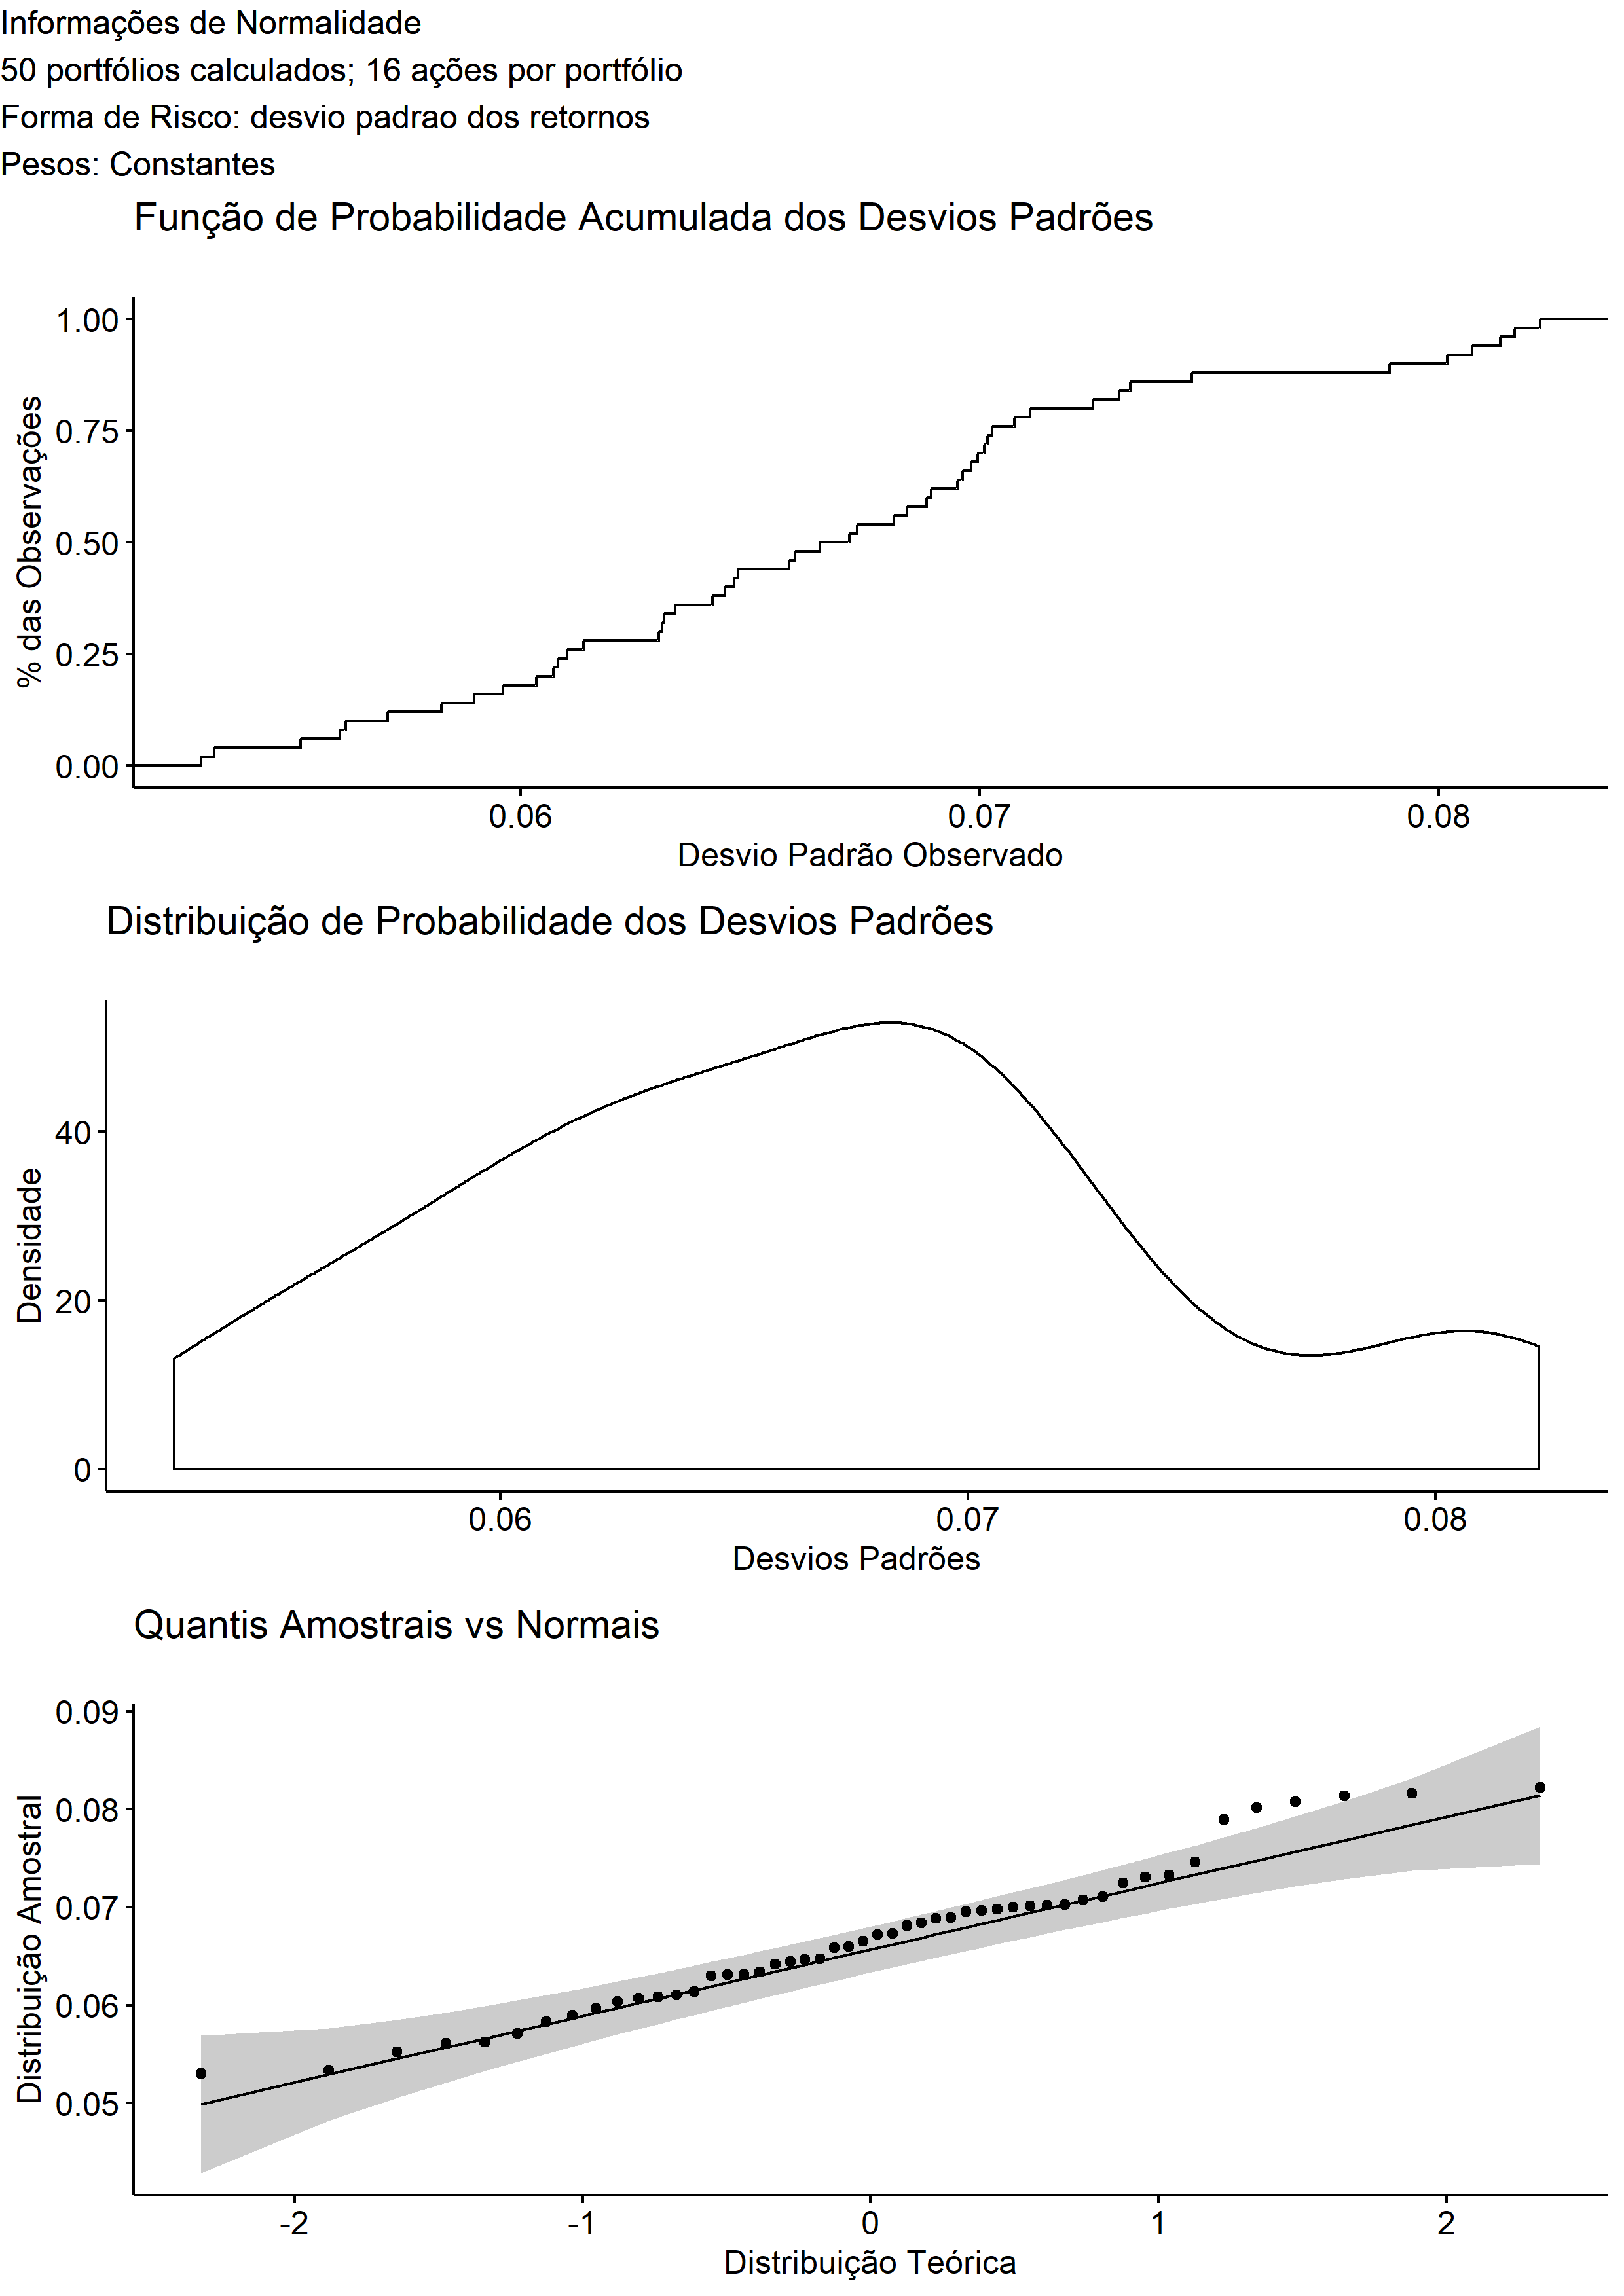 Informações de Normalidade
50 portfólios calculados; 16 ações por portfólio
Forma de Risco: desvio padrao dos retornos
Pesos: Constantes
Função de Probabilidade Acumulada dos Desvios Padrões
% das Observações
1.00
0.75
0.50
0.25
0.00
0.06 0.07 0.08
Desvio Padrão Observado
Distribuição de Probabilidade dos Desvios Padrões
Densidade
40
20
0
0.06 0.07 0.08
Desvios Padrões
Quantis Amostrais vs Normais
Distribuição Amostral
0.09
0.08
0.07
0.06
0.05
-2 -1 0 1 2
Distribuição Teórica